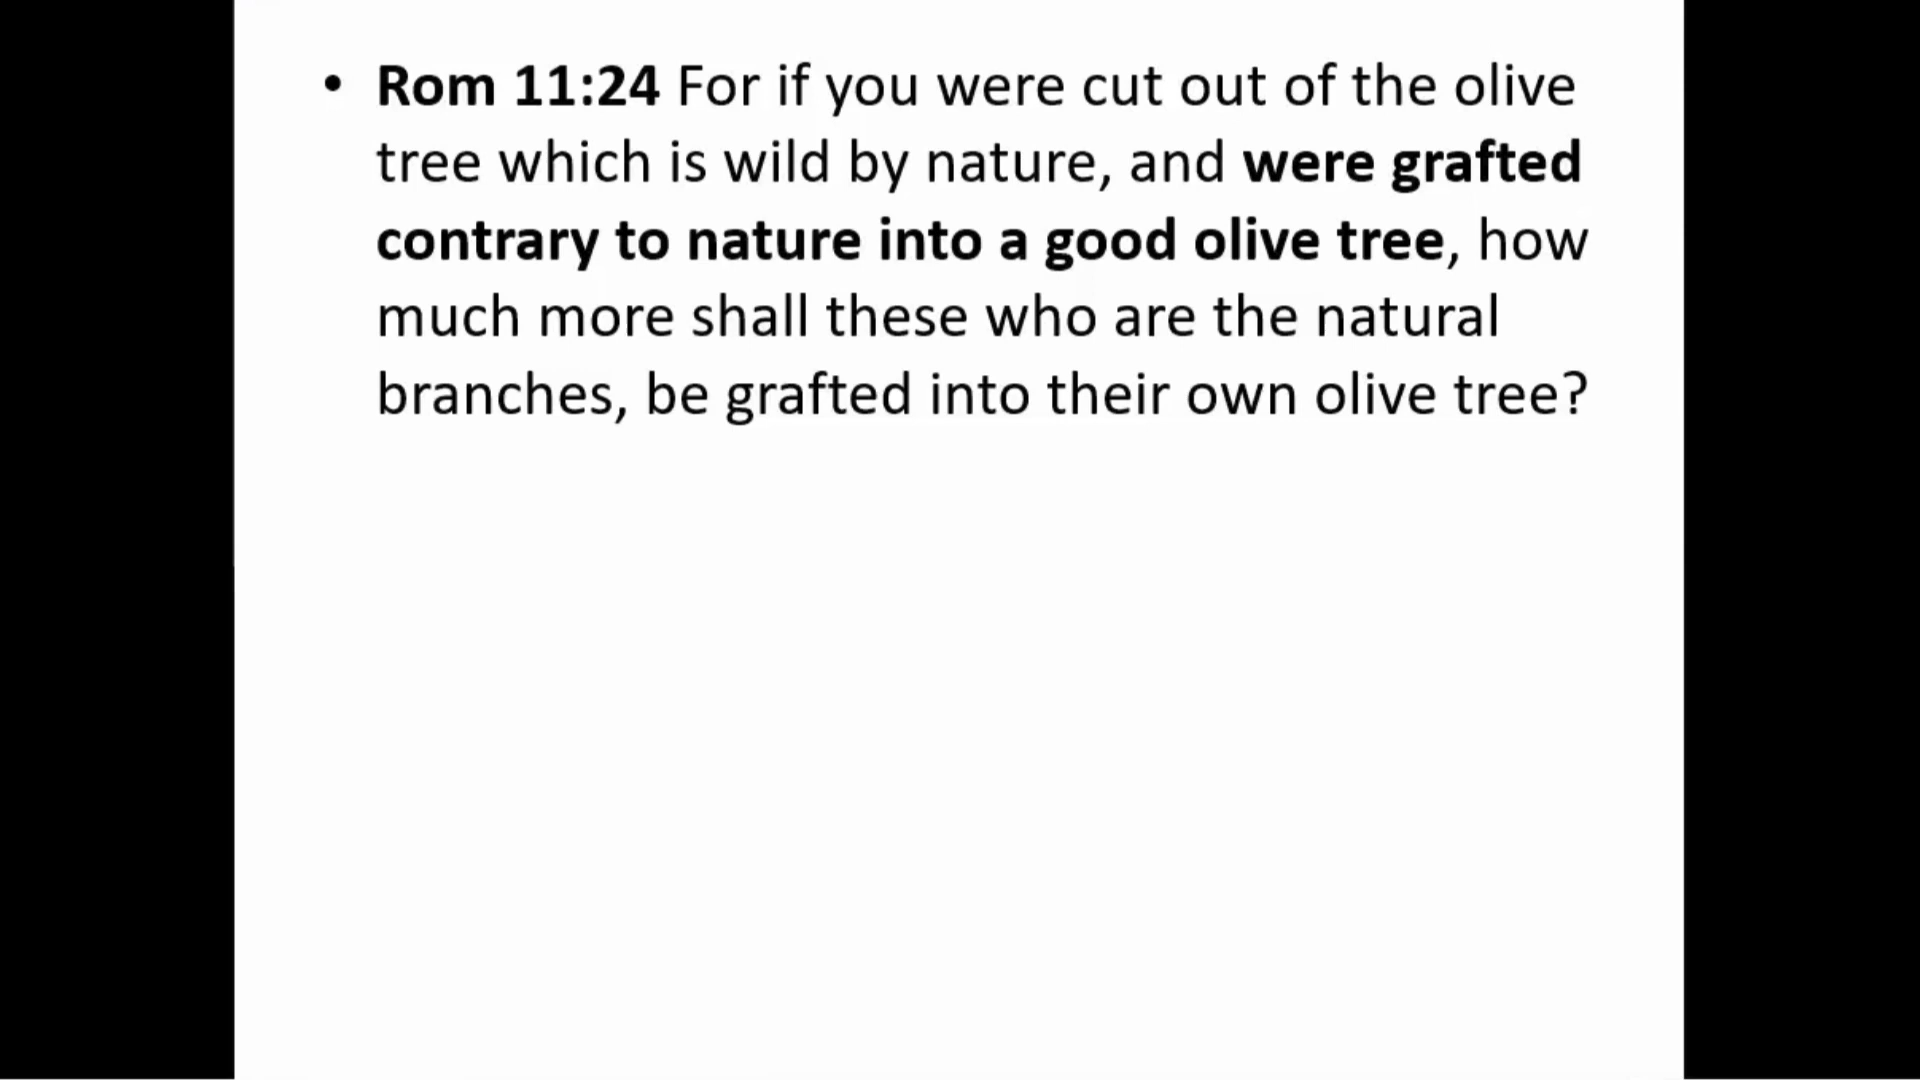 • Rom 11:24 For if you were cut out of the olive
tree which is wild by nature, and were grafted
contrary to nature into a good olive tree, how
much more shall these who are the natural
branches, be grafted into their own olive tree?